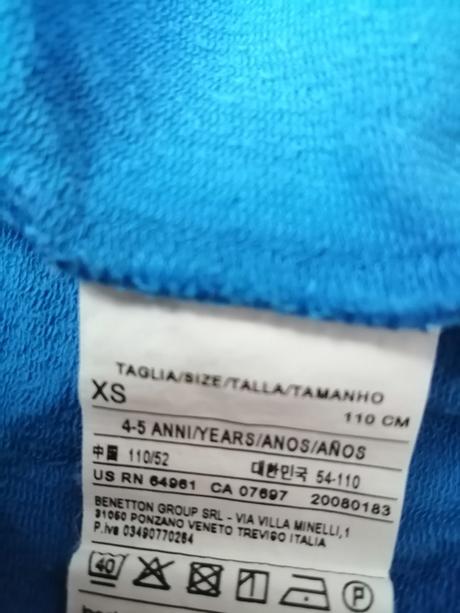 TAGLIA/SIZE/TALLA/TAMANHO
XS 110 CM
4-5 ANNI/YEARS/ANOS/AÑOS
中国 110/52 대한민국 54-110
US RN 64961 CA 07697 20080183
BENETTON GROUP SRL - VIA VILLA MINELLI,1
31050 PONZANO VENETO TREVISO ITALIA
P.iva 03490770264
40 P